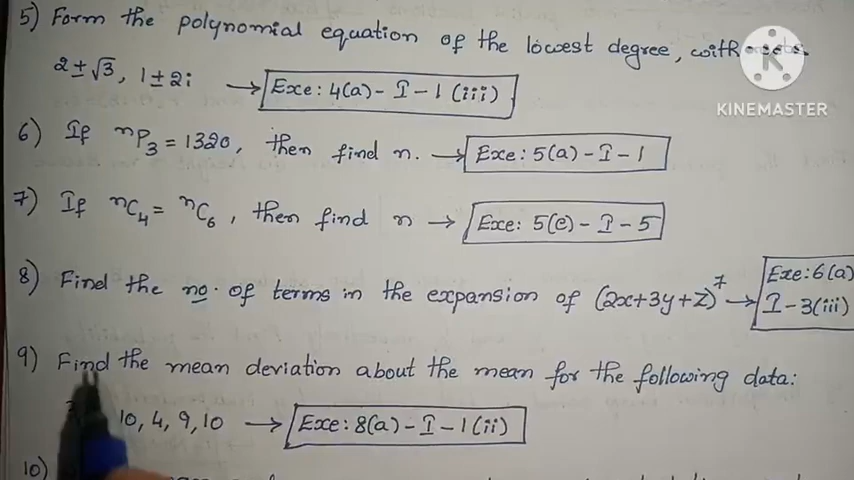 5) Form the polynomial equation of the lowest degree, with
2±√3, 1±2i → Exe: 4(a) - I - 1 (iii)
6) If ⁿP₃ = 1320, then find n. → Exe: 5(a) - I - 1
7) If ⁿC₄ = ⁿC₆, then find n → Exe: 5(e) - I - 5
8) Find the no. of terms in the expansion of (2x+3y+z)⁷ → Exe: 6(a) I - 3(iii)
9) Find the mean deviation about the mean for the following data:
10, 4, 9, 10 → Exe: 8(a) - I - 1 (ii)
10)
KINEMASTER